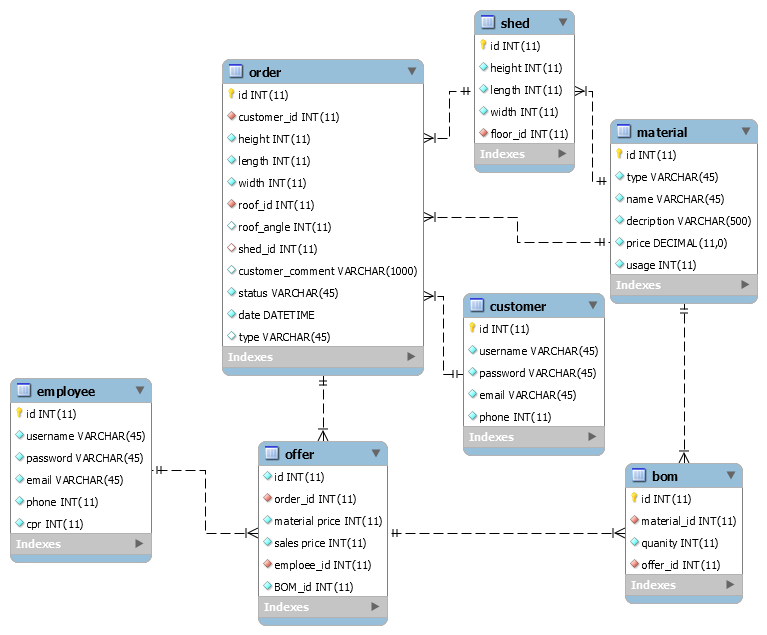 shed
id INT(11)
height INT(11)
length INT(11)
width INT(11)
floor_id INT(11)
Indexes
order
id INT(11)
customer_id INT(11)
height INT(11)
length INT(11)
width INT(11)
roof_id INT(11)
roof_angle INT(11)
shed_id INT(11)
customer_comment VARCHAR(1000)
status VARCHAR(45)
date DATETIME
type VARCHAR(45)
Indexes
material
id INT(11)
type VARCHAR(45)
name VARCHAR(45)
decription VARCHAR(500)
price DECIMAL(11,0)
usage INT(11)
Indexes
customer
id INT(11)
username VARCHAR(45)
password VARCHAR(45)
email VARCHAR(45)
phone INT(11)
Indexes
employee
id INT(11)
username VARCHAR(45)
password VARCHAR(45)
email VARCHAR(45)
phone INT(11)
cpr INT(11)
Indexes
offer
id INT(11)
order_id INT(11)
material price INT(11)
sales price INT(11)
emploee_id INT(11)
BOM_id INT(11)
Indexes
bom
id INT(11)
material_id INT(11)
quanity INT(11)
offer_id INT(11)
Indexes